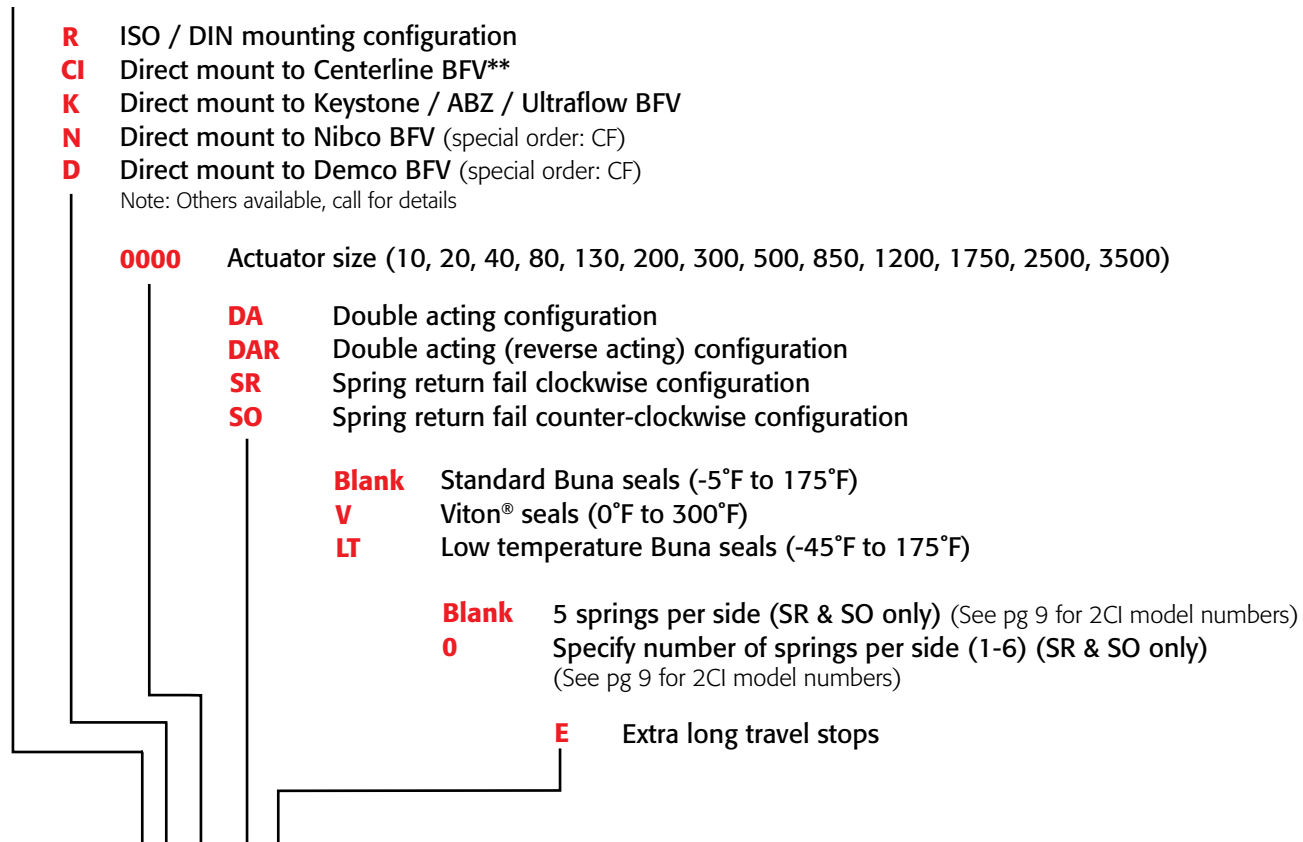 R ISO / DIN mounting configuration
CI Direct mount to Centerline BFV**
K Direct mount to Keystone / ABZ / Ultraflow BFV
N Direct mount to Nibco BFV (special order: CF)
D Direct mount to Demco BFV (special order: CF)
Note: Others available, call for details
0000 Actuator size (10, 20, 40, 80, 130, 200, 300, 500, 850, 1200, 1750, 2500, 3500)
DA Double acting configuration
DAR Double acting (reverse acting) configuration
SR Spring return fail clockwise configuration
SO Spring return fail counter-clockwise configuration
Blank Standard Buna seals (-5˚F to 175˚F)
V Viton® seals (0˚F to 300˚F)
LT Low temperature Buna seals (-45˚F to 175˚F)
Blank 5 springs per side (SR & SO only) (See pg 9 for 2CI model numbers)
0 Specify number of springs per side (1-6) (SR & SO only)
(See pg 9 for 2CI model numbers)
E Extra long travel stops